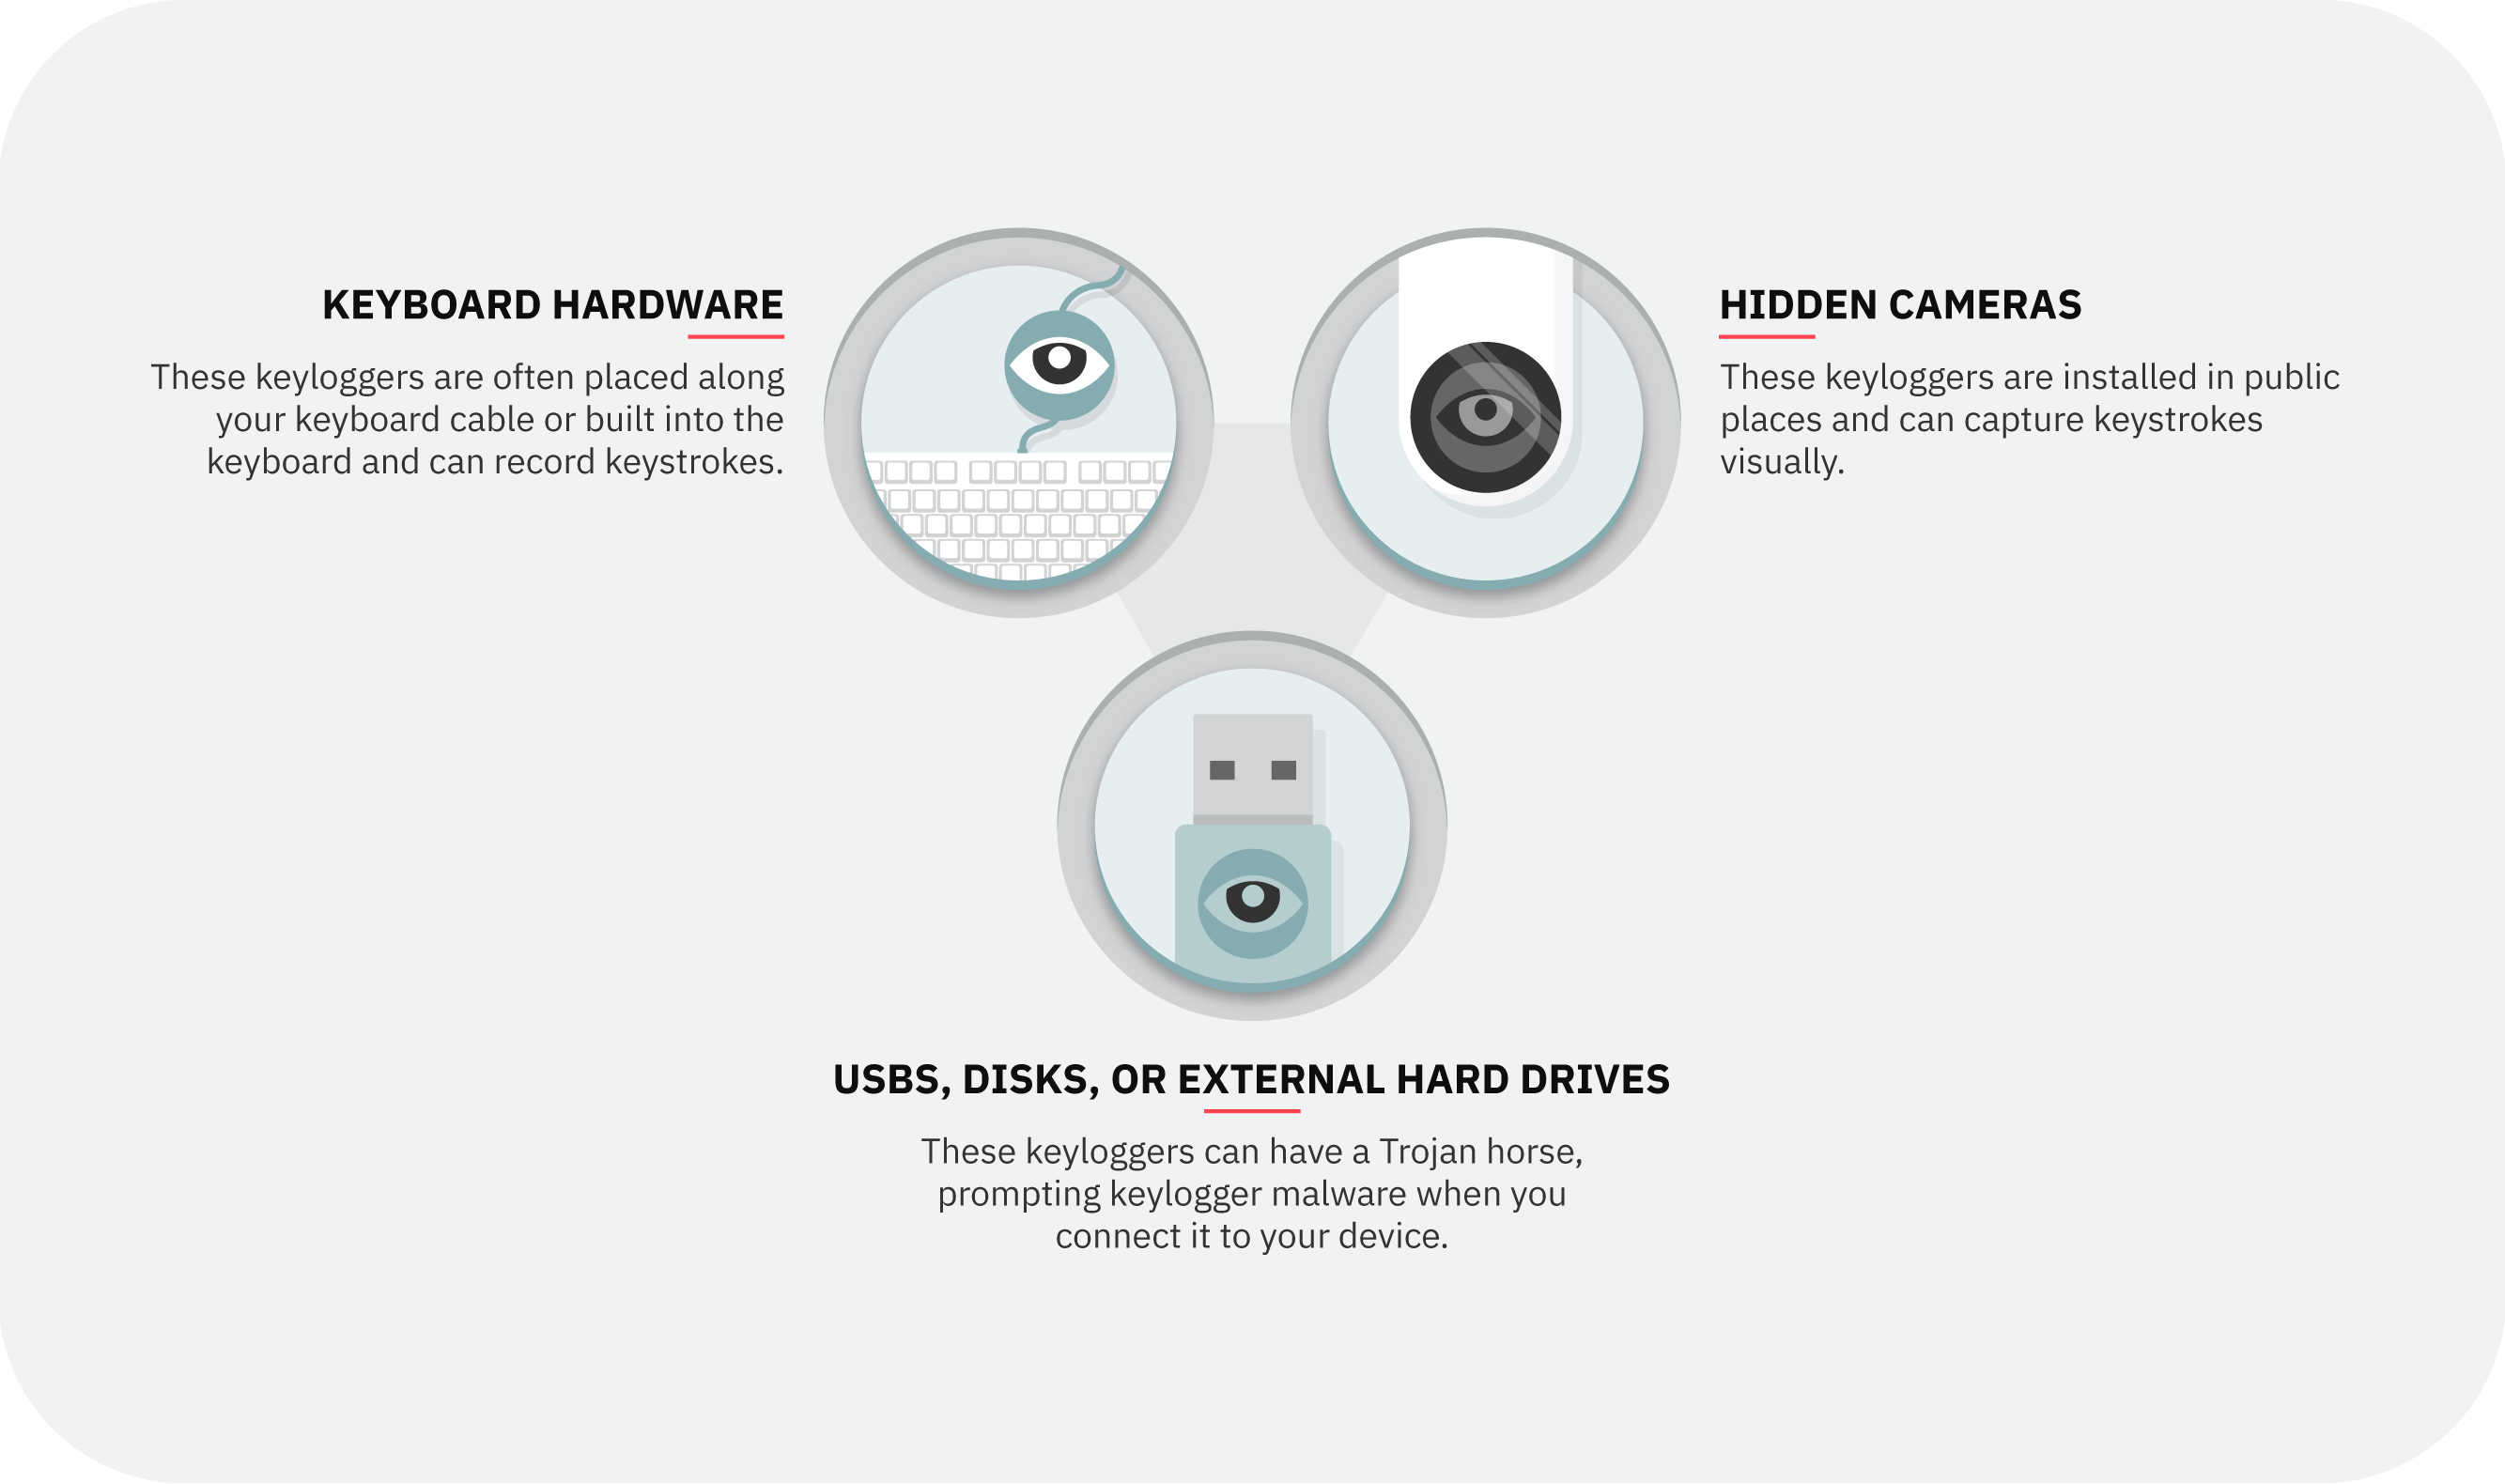 KEYBOARD HARDWARE
These keyloggers are often placed along
your keyboard cable or built into the
keyboard and can record keystrokes.
HIDDEN CAMERAS
These keyloggers are installed in public
places and can capture keystrokes
visually.
USBS, DISKS, OR EXTERNAL HARD DRIVES
These keyloggers can have a Trojan horse,
prompting keylogger malware when you
connect it to your device.